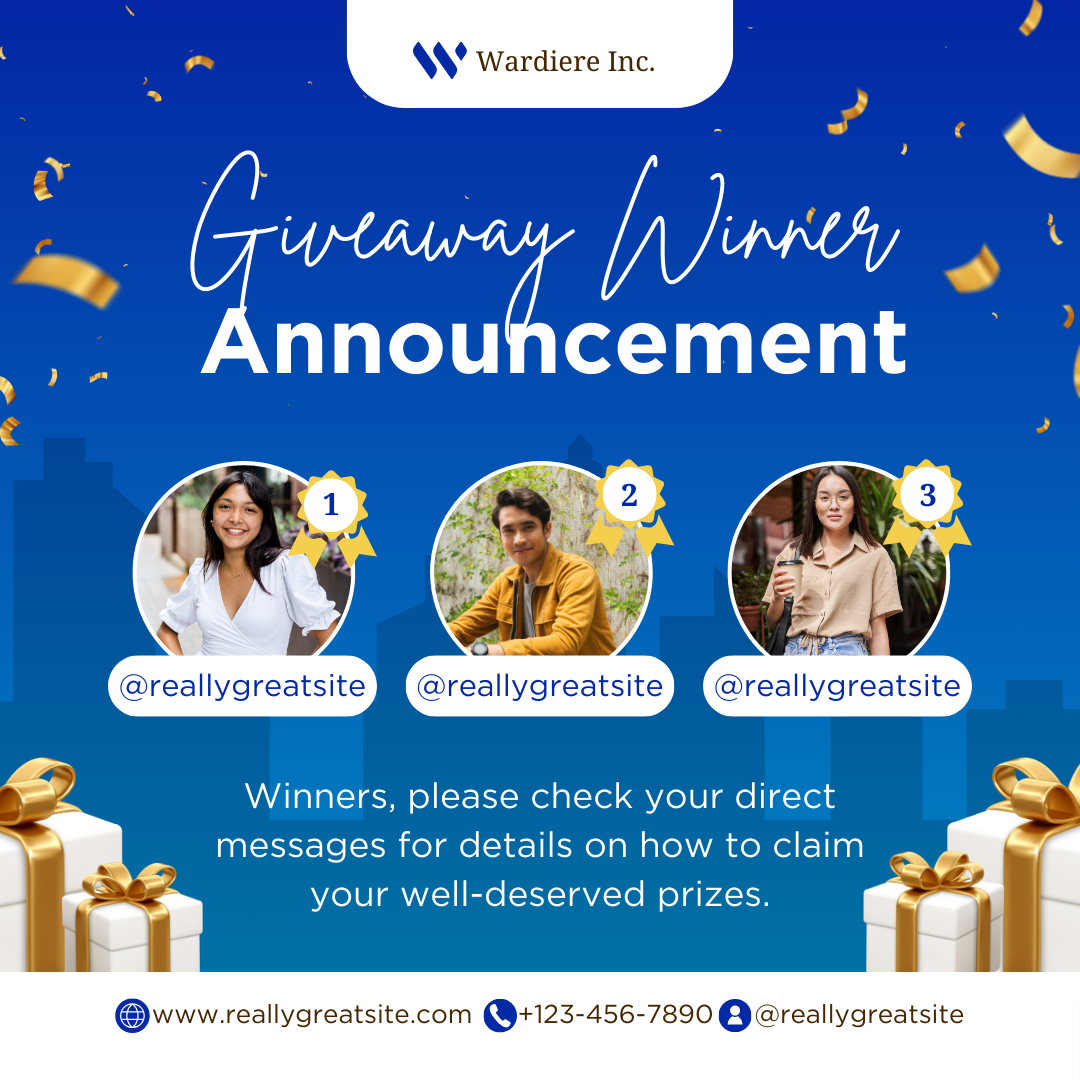 Wardiere Inc.
Giveaway Winner
Announcement
1
2
3
@reallygreatsite
@reallygreatsite
@reallygreatsite
Winners, please check your direct
messages for details on how to claim
your well-deserved prizes.
www.reallygreatsite.com +123-456-7890 @reallygreatsite